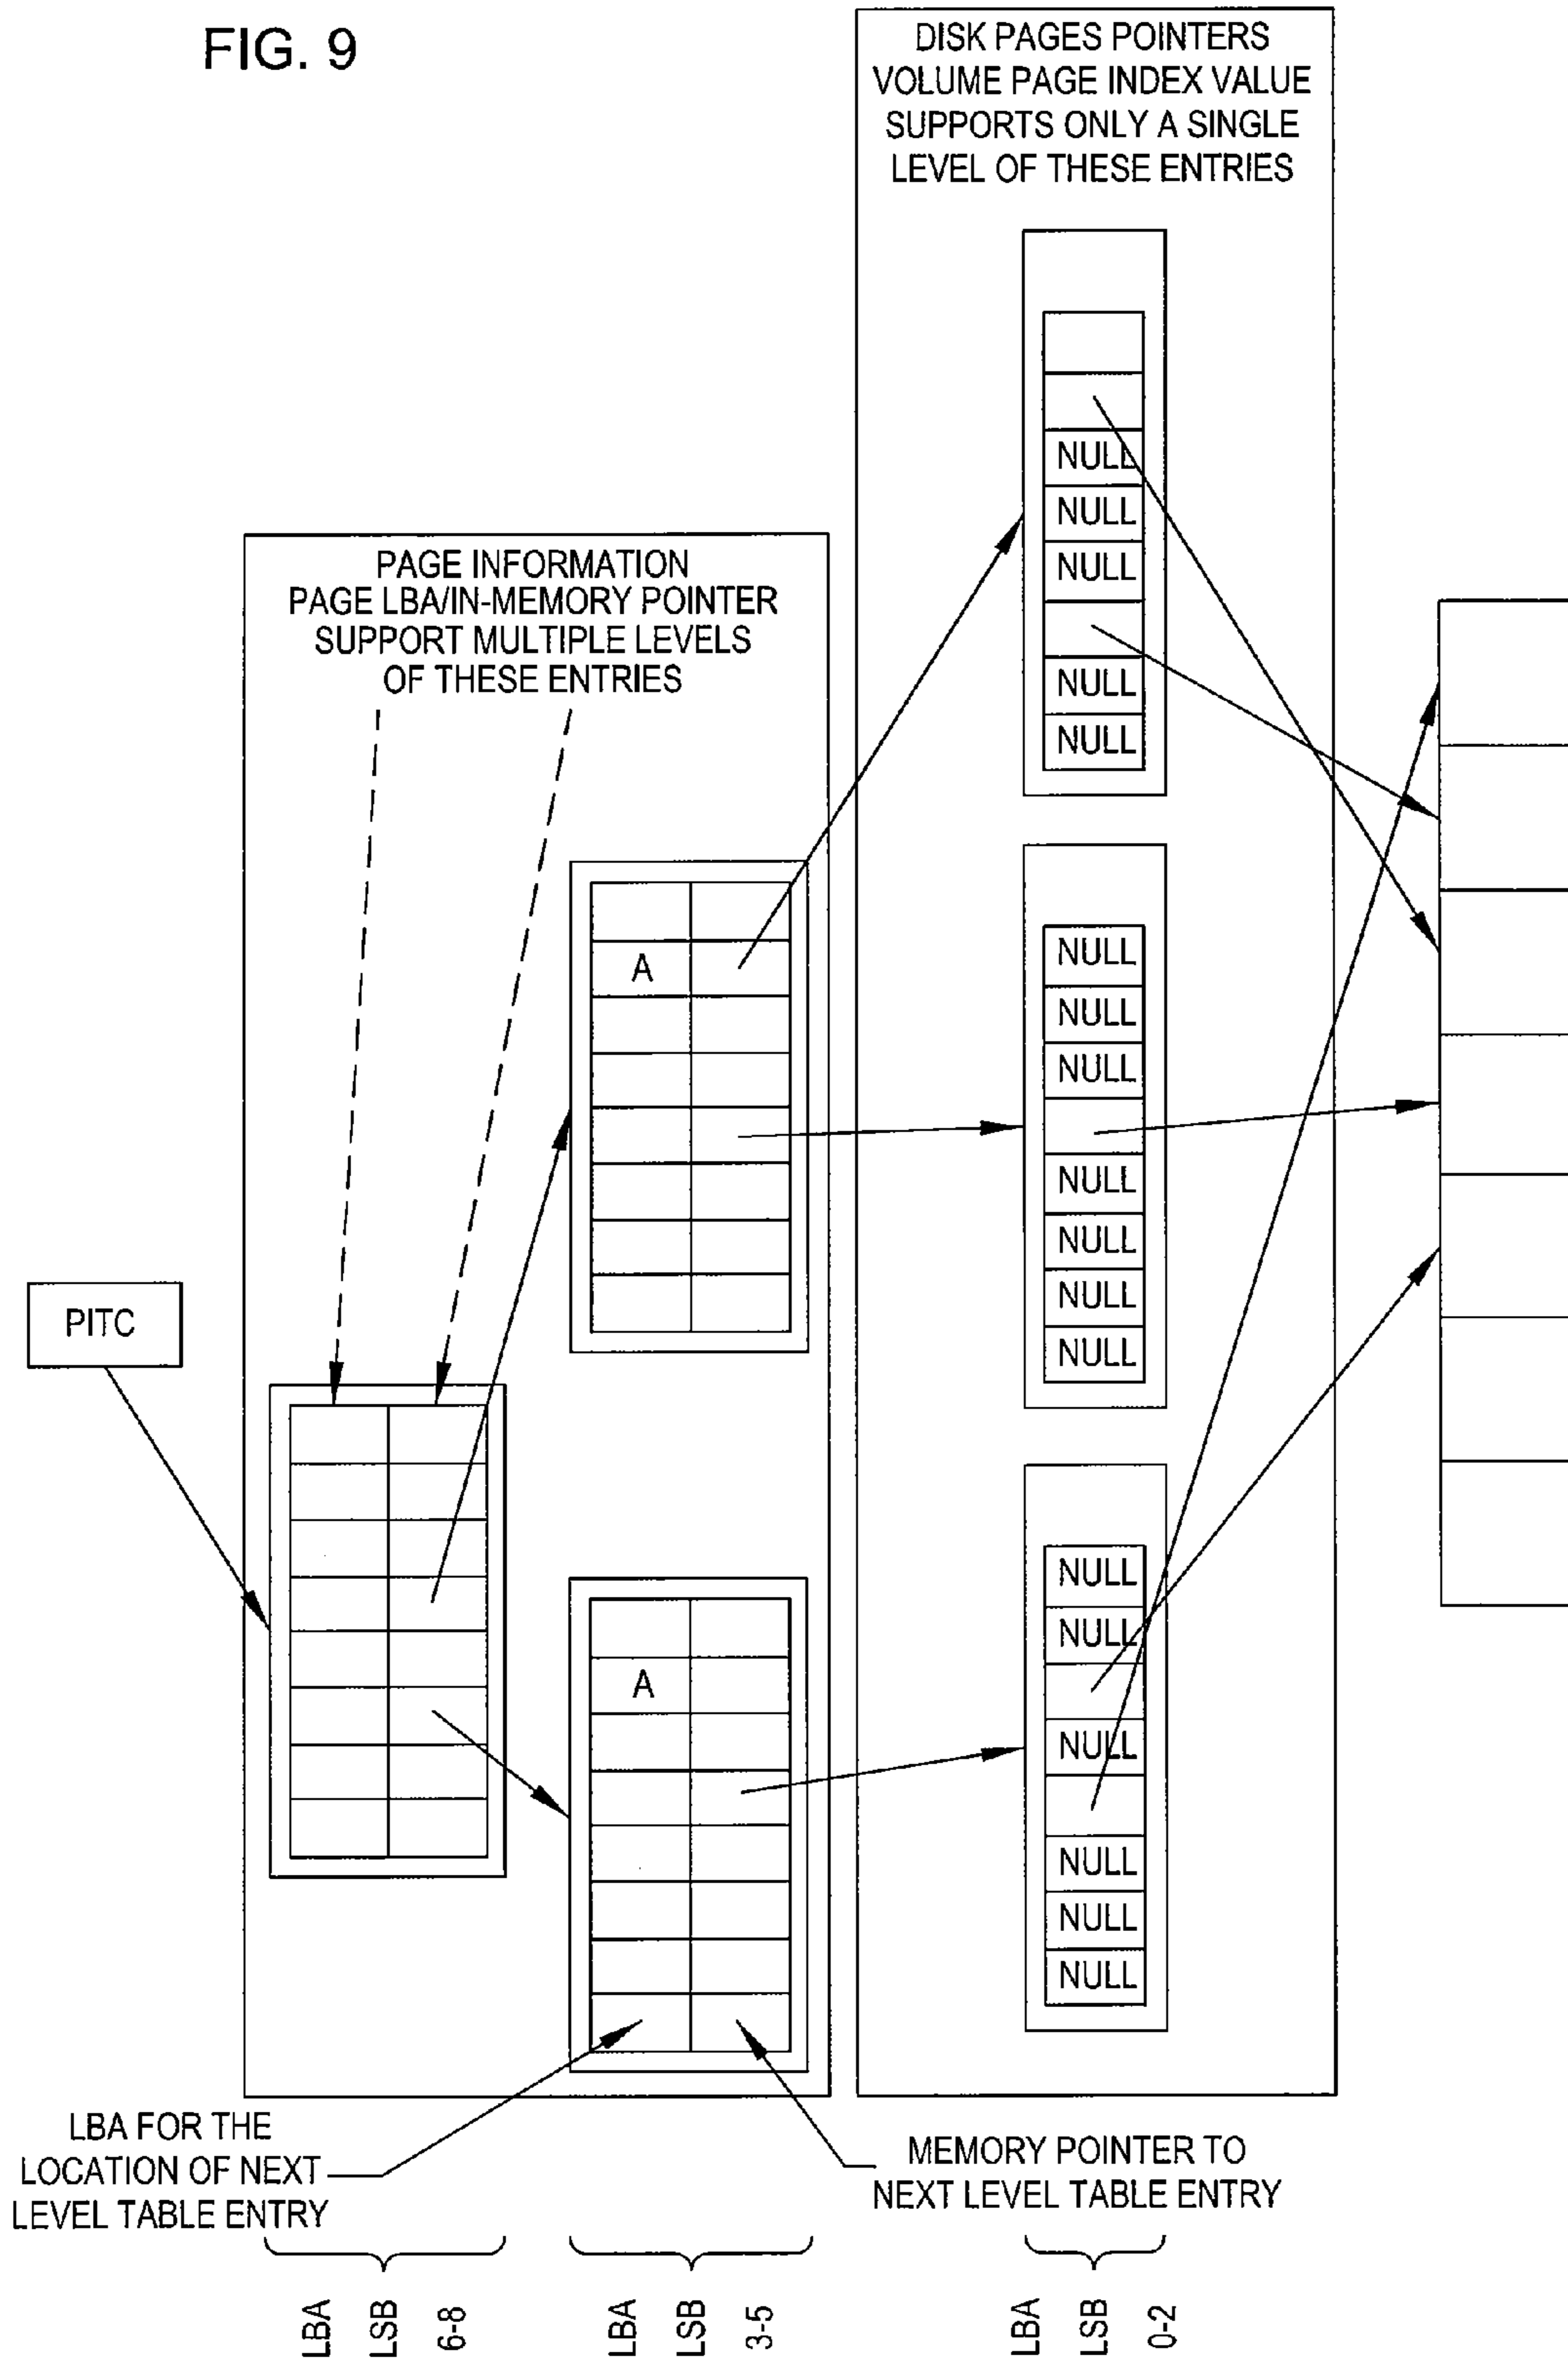 FIG. 9
DISK PAGES POINTERS
VOLUME PAGE INDEX VALUE
SUPPORTS ONLY A SINGLE
LEVEL OF THESE ENTRIES
NULL
NULL
NULL
NULL
NULL
PAGE INFORMATION
PAGE LBA/IN-MEMORY POINTER
SUPPORT MULTIPLE LEVELS
OF THESE ENTRIES
A
NULL
NULL
NULL
NULL
NULL
NULL
NULL
PITC
A
NULL
NULL
NULL
NULL
NULL
NULL
LBA FOR THE
LOCATION OF NEXT
LEVEL TABLE ENTRY
MEMORY POINTER TO
NEXT LEVEL TABLE ENTRY
LBA
LSB
6-8
LBA
LSB
3-5
LBA
LSB
0-2